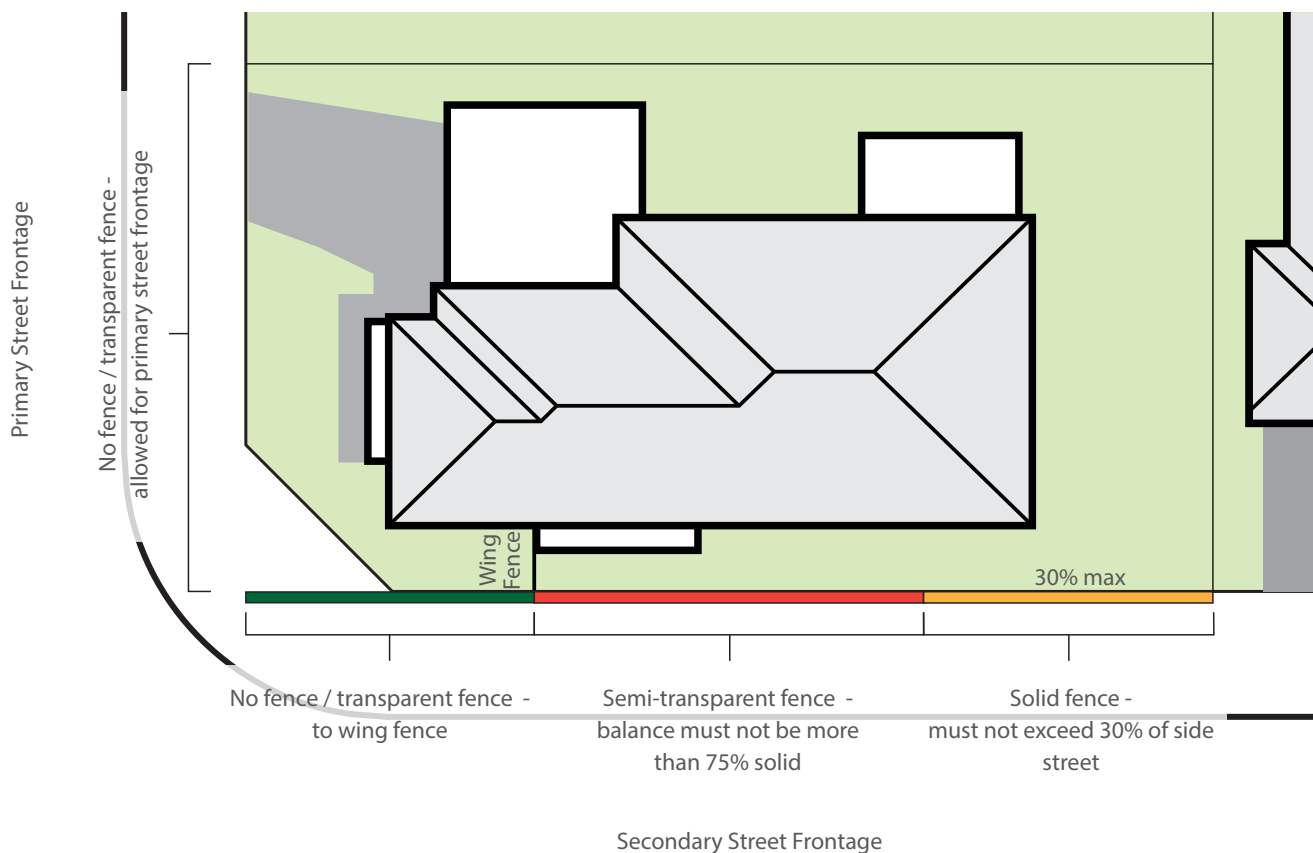 Primary Street Frontage
No fence / transparent fence -
allowed for primary street frontage
Wing
Fence
30% max
No fence / transparent fence -
to wing fence
Semi-transparent fence -
balance must not be more
than 75% solid
Solid fence -
must not exceed 30% of side
street
Secondary Street Frontage